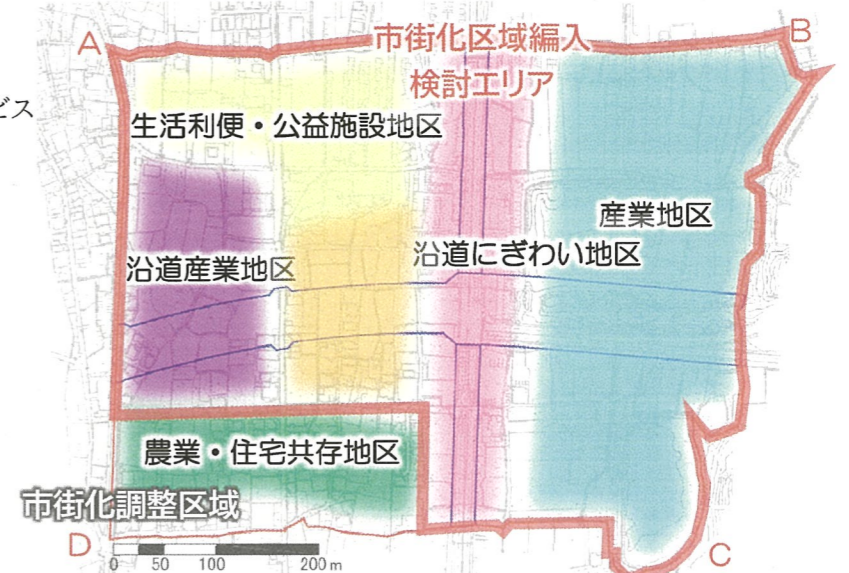 A
B
市街化区域編入
検討エリア
ビス
生活利便・公益施設地区
産業地区
沿道にぎわい地区
沿道産業地区
農業・住宅共存地区
市街化調整区域
D
C
0 50 100 200m